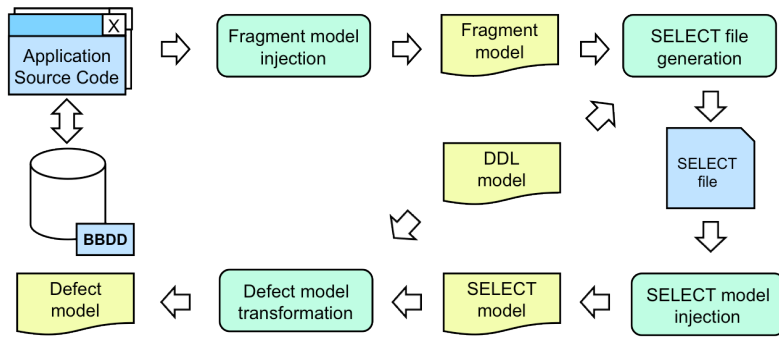 X
Application
Source Code
Fragment model
injection
Fragment
model
SELECT file
generation
DDL
model
SELECT
file
BBDD
Defect
model
Defect model
transformation
SELECT
model
SELECT model
injection